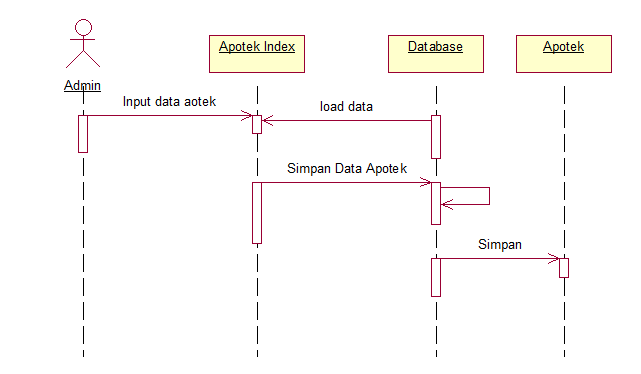 Apotek Index
Database
Apotek
Admin
Input data aotek
load data
Simpan Data Apotek
Simpan